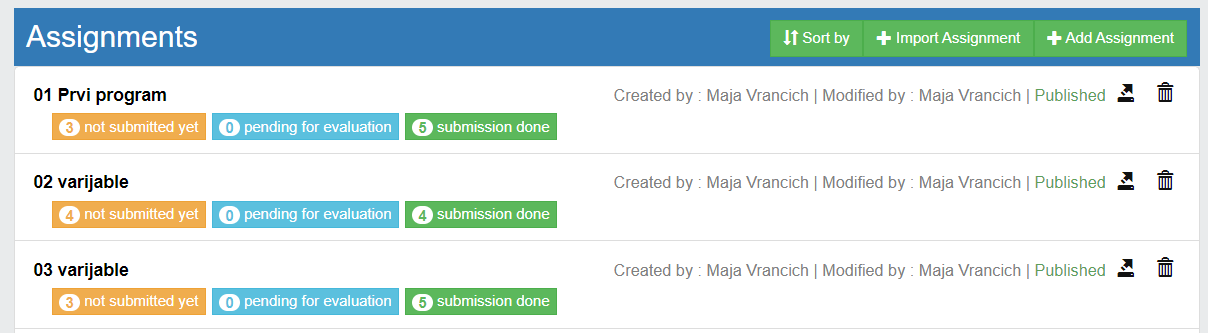 Assignments Sort by Import Assignment Add Assignment
01 Prvi program Created by : Maja Vrancich | Modified by : Maja Vrancich | Published
3 not submitted yet 0 pending for evaluation 5 submission done
02 varijable Created by : Maja Vrancich | Modified by : Maja Vrancich | Published
4 not submitted yet 0 pending for evaluation 4 submission done
03 varijable Created by : Maja Vrancich | Modified by : Maja Vrancich | Published
3 not submitted yet 0 pending for evaluation 5 submission done